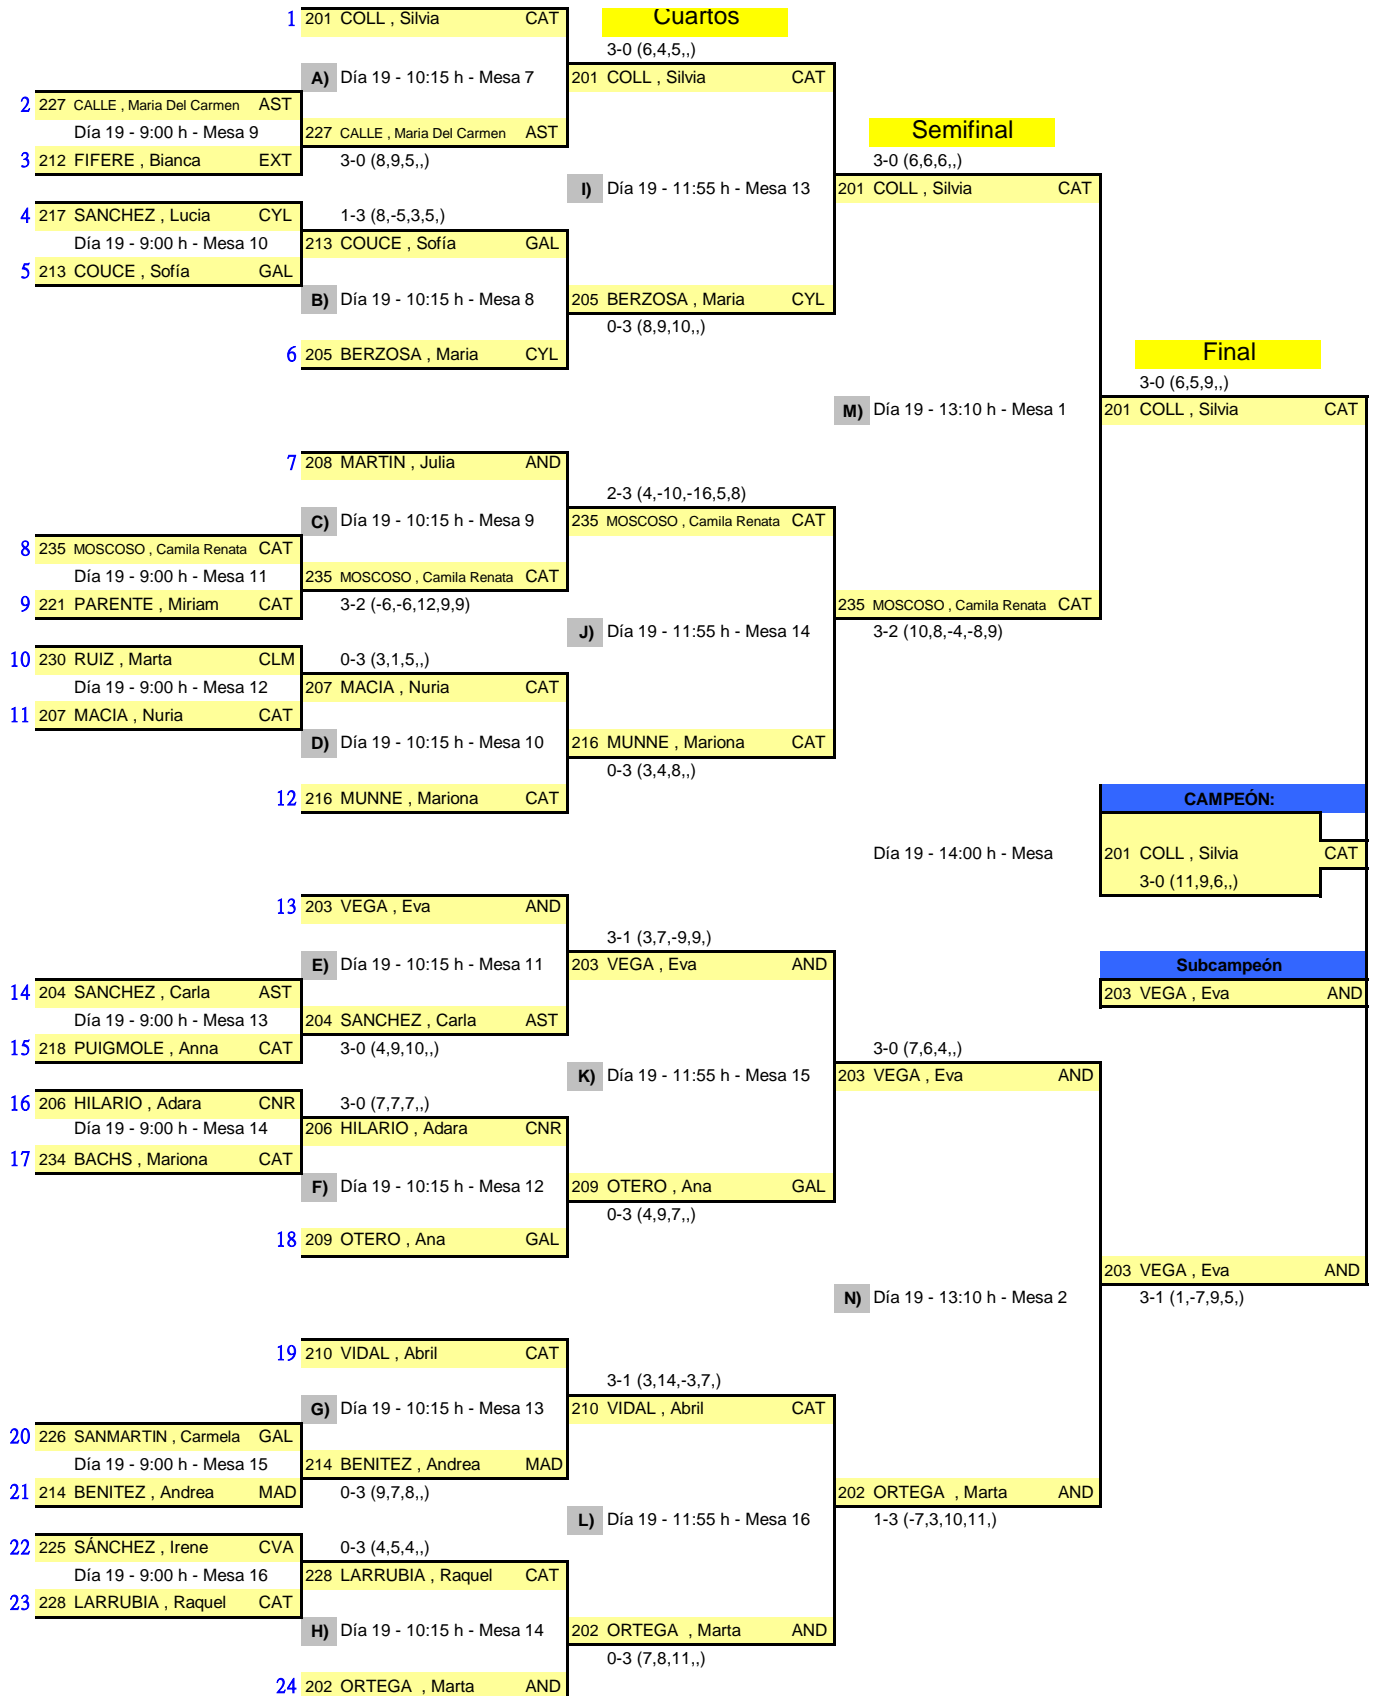 1 201 COLL , Silvia CAT Cuartos
3-0 (6,4,5,,)
A) Día 19 - 10:15 h - Mesa 7 201 COLL , Silvia CAT
2 227 CALLE , Maria Del Carmen AST
Día 19 - 9:00 h - Mesa 9 227 CALLE , Maria Del Carmen AST Semifinal
3 212 FIFERE , Bianca EXT 3-0 (8,9,5,,) 3-0 (6,6,6,,)
I) Día 19 - 11:55 h - Mesa 13 201 COLL , Silvia CAT
4 217 SANCHEZ , Lucia CYL 1-3 (8,-5,3,5,)
Día 19 - 9:00 h - Mesa 10 213 COUCE , Sofía GAL
5 213 COUCE , Sofía GAL
B) Día 19 - 10:15 h - Mesa 8 205 BERZOSA , Maria CYL
0-3 (8,9,10,,)
6 205 BERZOSA , Maria CYL Final
3-0 (6,5,9,,)
M) Día 19 - 13:10 h - Mesa 1 201 COLL , Silvia CAT
7 208 MARTIN , Julia AND
2-3 (4,-10,-16,5,8)
C) Día 19 - 10:15 h - Mesa 9 235 MOSCOSO , Camila Renata CAT
8 235 MOSCOSO , Camila Renata CAT
Día 19 - 9:00 h - Mesa 11 235 MOSCOSO , Camila Renata CAT
9 221 PARENTE , Miriam CAT 3-2 (-6,-6,12,9,9) 235 MOSCOSO , Camila Renata CAT
J) Día 19 - 11:55 h - Mesa 14 3-2 (10,8,-4,-8,9)
10 230 RUIZ , Marta CLM 0-3 (3,1,5,,)
Día 19 - 9:00 h - Mesa 12 207 MACIA , Nuria CAT
11 207 MACIA , Nuria CAT
D) Día 19 - 10:15 h - Mesa 10 216 MUNNE , Mariona CAT
0-3 (3,4,8,,)
12 216 MUNNE , Mariona CAT CAMPEÓN:
Día 19 - 14:00 h - Mesa 201 COLL , Silvia CAT
3-0 (11,9,6,,)
13 203 VEGA , Eva AND
3-1 (3,7,-9,9,)
E) Día 19 - 10:15 h - Mesa 11 203 VEGA , Eva AND Subcampeón
14 204 SANCHEZ , Carla AST 203 VEGA , Eva AND
Día 19 - 9:00 h - Mesa 13 204 SANCHEZ , Carla AST
15 218 PUIGMOLE , Anna CAT 3-0 (4,9,10,,) 3-0 (7,6,4,,)
K) Día 19 - 11:55 h - Mesa 15 203 VEGA , Eva AND
16 206 HILARIO , Adara CNR 3-0 (7,7,7,,)
Día 19 - 9:00 h - Mesa 14 206 HILARIO , Adara CNR
17 234 BACHS , Mariona CAT
F) Día 19 - 10:15 h - Mesa 12 209 OTERO , Ana GAL
0-3 (4,9,7,,)
18 209 OTERO , Ana GAL
203 VEGA , Eva AND
N) Día 19 - 13:10 h - Mesa 2 3-1 (1,-7,9,5,)
19 210 VIDAL , Abril CAT
3-1 (3,14,-3,7,)
G) Día 19 - 10:15 h - Mesa 13 210 VIDAL , Abril CAT
20 226 SANMARTIN , Carmela GAL
Día 19 - 9:00 h - Mesa 15 214 BENITEZ , Andrea MAD
21 214 BENITEZ , Andrea MAD 0-3 (9,7,8,,) 202 ORTEGA , Marta AND
L) Día 19 - 11:55 h - Mesa 16 1-3 (-7,3,10,11,)
22 225 SÁNCHEZ , Irene CVA 0-3 (4,5,4,,)
Día 19 - 9:00 h - Mesa 16 228 LARRUBIA , Raquel CAT
23 228 LARRUBIA , Raquel CAT
H) Día 19 - 10:15 h - Mesa 14 202 ORTEGA , Marta AND
0-3 (7,8,11,,)
24 202 ORTEGA , Marta AND